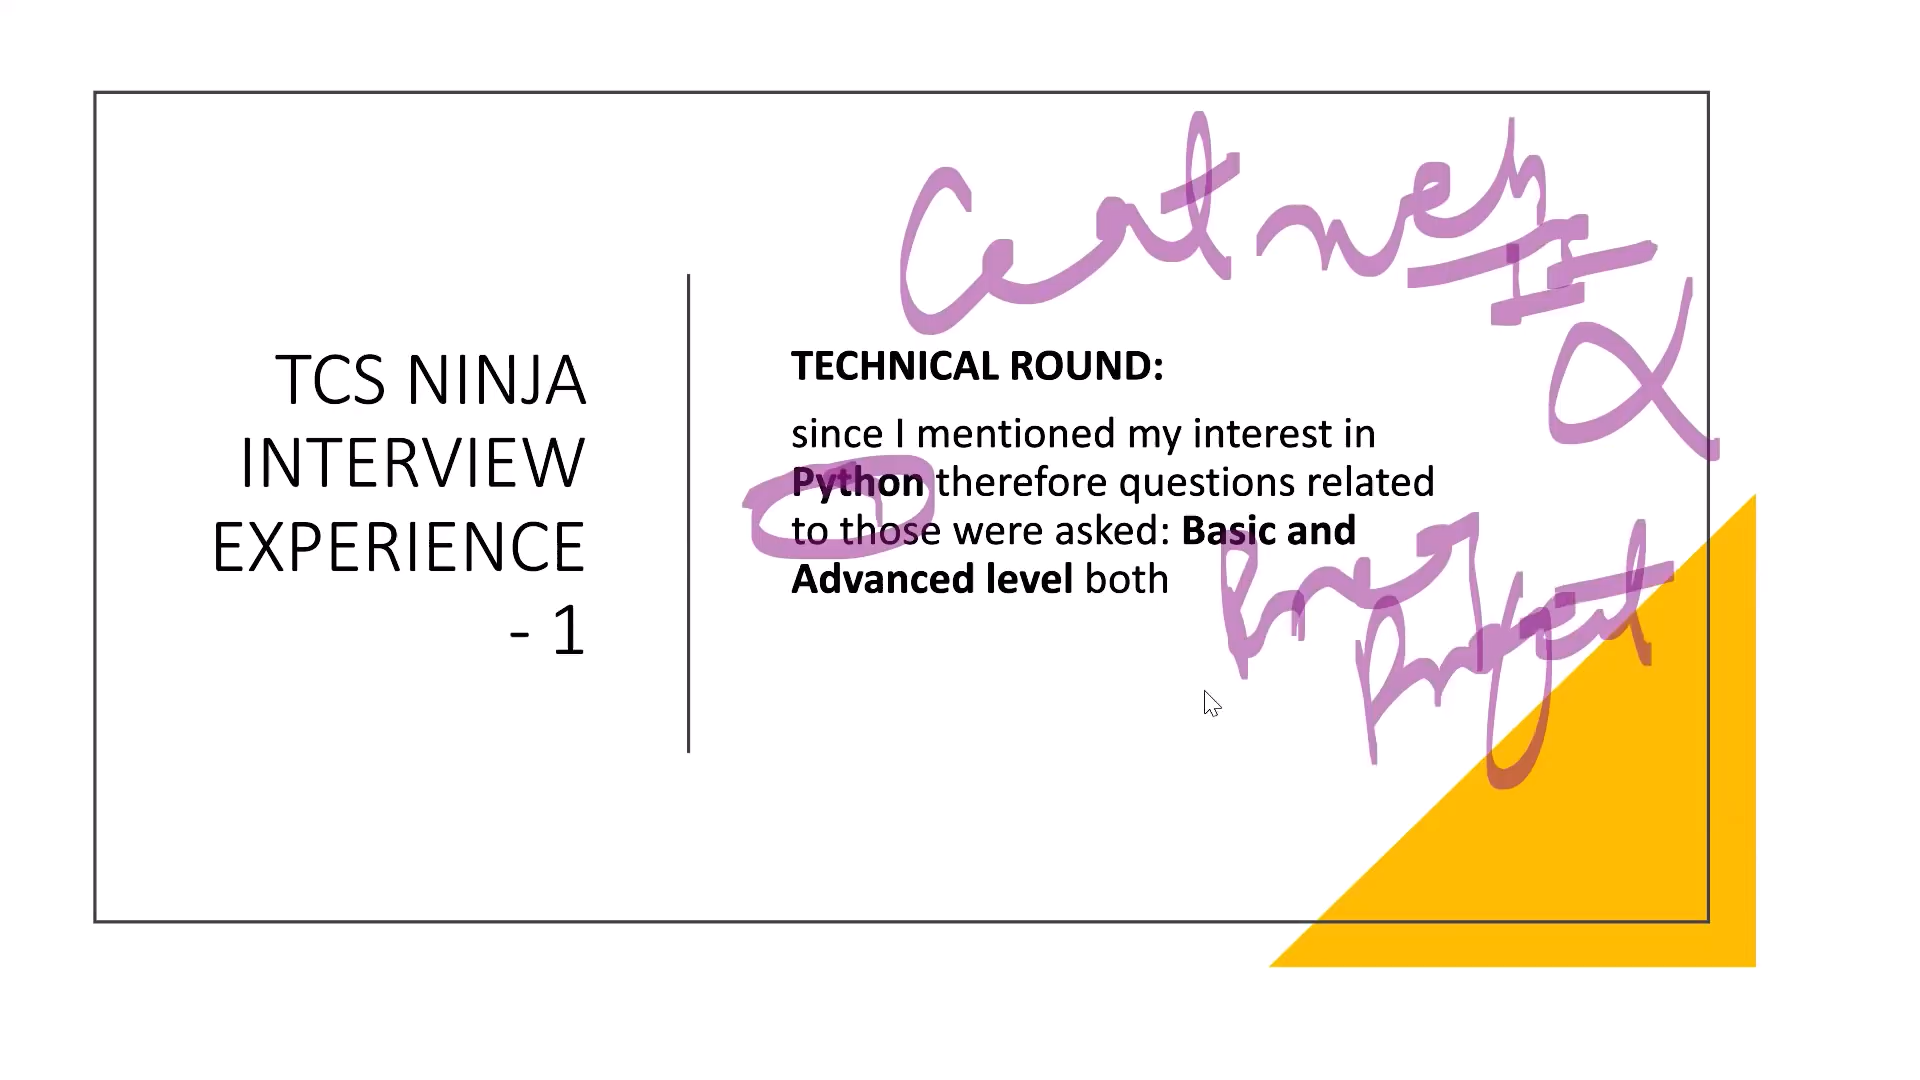 TCS NINJA
INTERVIEW
EXPERIENCE
- 1
TECHNICAL ROUND:
since I mentioned my interest in
Python therefore questions related
to those were asked: Basic and
Advanced level both
Project